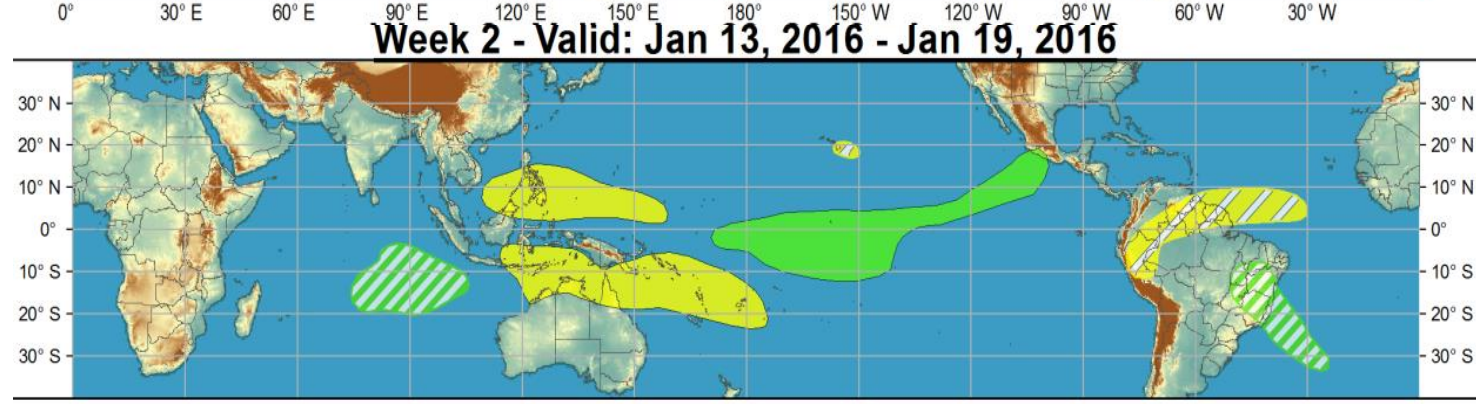 0° 30° E 60° E 90° E 120° E 150° E 180° 150° W 120° W 90° W 60° W 30° W
Week 2 - Valid: Jan 13, 2016 - Jan 19, 2016
30° N 30° N
20° N 20° N
10° N 10° N
0° 0°
10° S 10° S
20° S 20° S
30° S 30° S